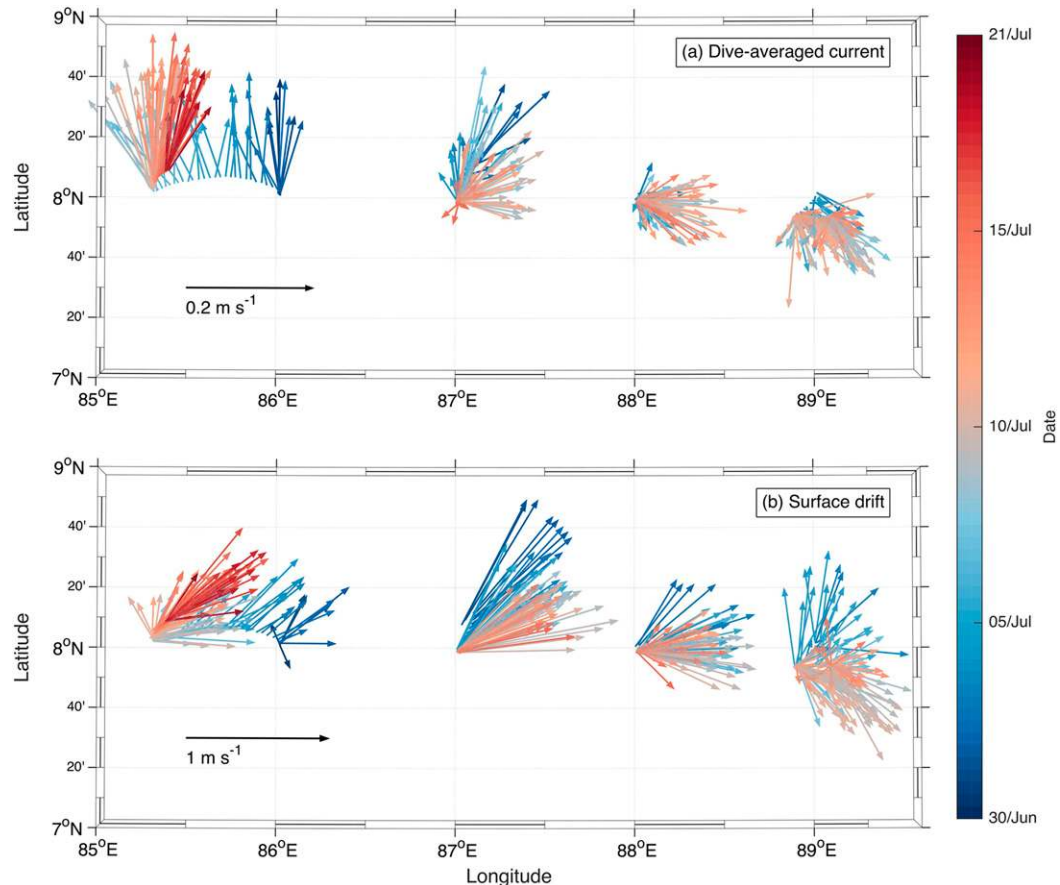 9°N
40'
20'
8°N
40'
20'
7°N
Latitude
(a) Dive-averaged current
0.2 m s⁻¹
85°E 86°E 87°E 88°E 89°E
9°N
40'
20'
8°N
40'
20'
7°N
Latitude
(b) Surface drift
1 m s⁻¹
85°E 86°E 87°E 88°E 89°E
Longitude
21/Jul
15/Jul
10/Jul
05/Jul
30/Jun
Date